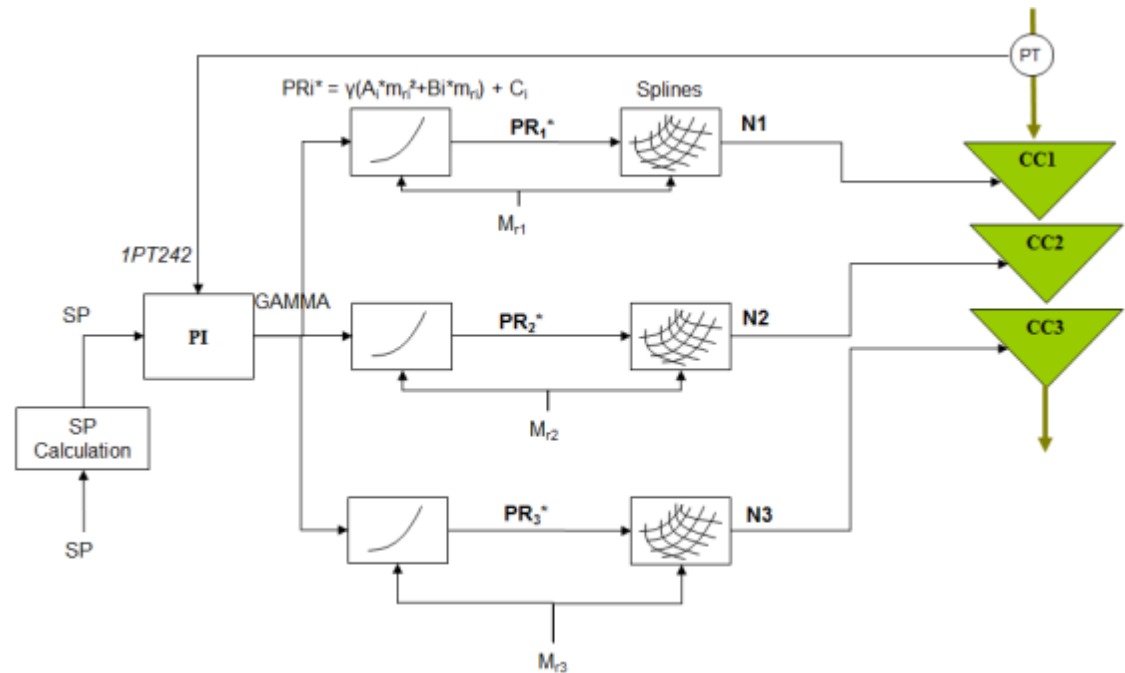 PT
PRi* = γ(Aᵢ*mᵣᵢ²+Bi*mᵣᵢ) + Cᵢ
Splines
PR₁*
N1
CC1
Mᵣ₁
CC2
1PT242
GAMMA
SP
PI
PR₂*
N2
CC3
SP
Calculation
Mᵣ₂
SP
PR₃*
N3
Mᵣ₃